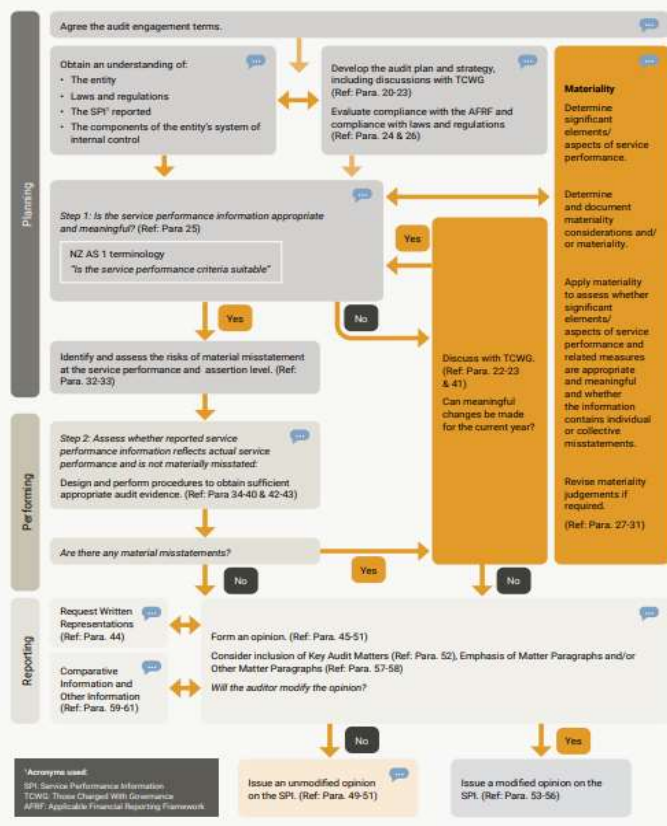 Planning
Agree the audit engagement terms.
Obtain an understanding of:
• The entity
• Laws and regulations
• The SPI¹ reported
• The components of the entity's system of
internal control
Develop the audit plan and strategy,
including discussions with TCWG
(Ref: Para. 20-23)
Evaluate compliance with the AFRF and
compliance with laws and regulations
(Ref: Para. 24 & 26)
Materiality
Determine
significant
elements/
aspects of service
performance.
Determine
and document
materiality
considerations and/
or materiality.
Apply materiality
to assess whether
significant
elements/
aspects of service
performance and
related measures
are appropriate
and meaningful
and whether
the information
contains individual
or collective
misstatements.
Revise materiality
judgements if
required.
(Ref: Para. 27-31)
Step 1: Is the service performance information appropriate
and meaningful? (Ref: Para 25)
NZ AS 1 terminology
"Is the service performance criteria suitable"
Yes
Yes
No
Discuss with TCWG.
(Ref: Para. 22-23
& 41)
Can meaningful
changes be made
for the current year?
Identify and assess the risks of material misstatement
at the service performance and assertion level. (Ref:
Para. 32-33)
Performing
Step 2: Assess whether reported service
performance information reflects actual service
performance and is not materially misstated:
Design and perform procedures to obtain sufficient
appropriate audit evidence. (Ref: Para 34-40 & 42-43)
Are there any material misstatements?
No
Yes
No
Reporting
Request Written
Representations
(Ref: Para. 44)
Comparative
Information and
Other Information
(Ref: Para. 59-61)
Form an opinion. (Ref: Para. 45-51)
Consider inclusion of Key Audit Matters (Ref: Para. 52), Emphasis of Matter Paragraphs and/or
Other Matter Paragraphs (Ref: Para. 57-58)
Will the auditor modify the opinion?
No
Yes
¹Acronyms used:
SPI: Service Performance Information
TCWG: Those Charged With Governance
AFRF: Applicable Financial Reporting Framework
Issue an unmodified opinion
on the SPI. (Ref: Para. 49-51)
Issue a modified opinion on the
SPI. (Ref: Para. 53-56)